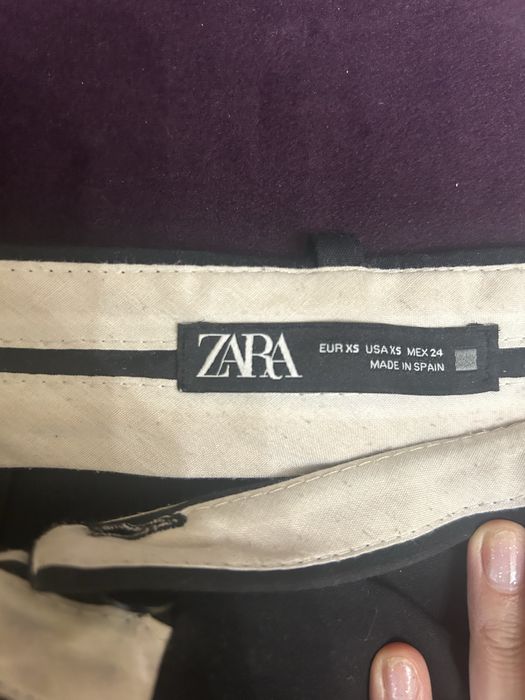 ZARA
EUR XS USA XS MEX 24
MADE IN SPAIN